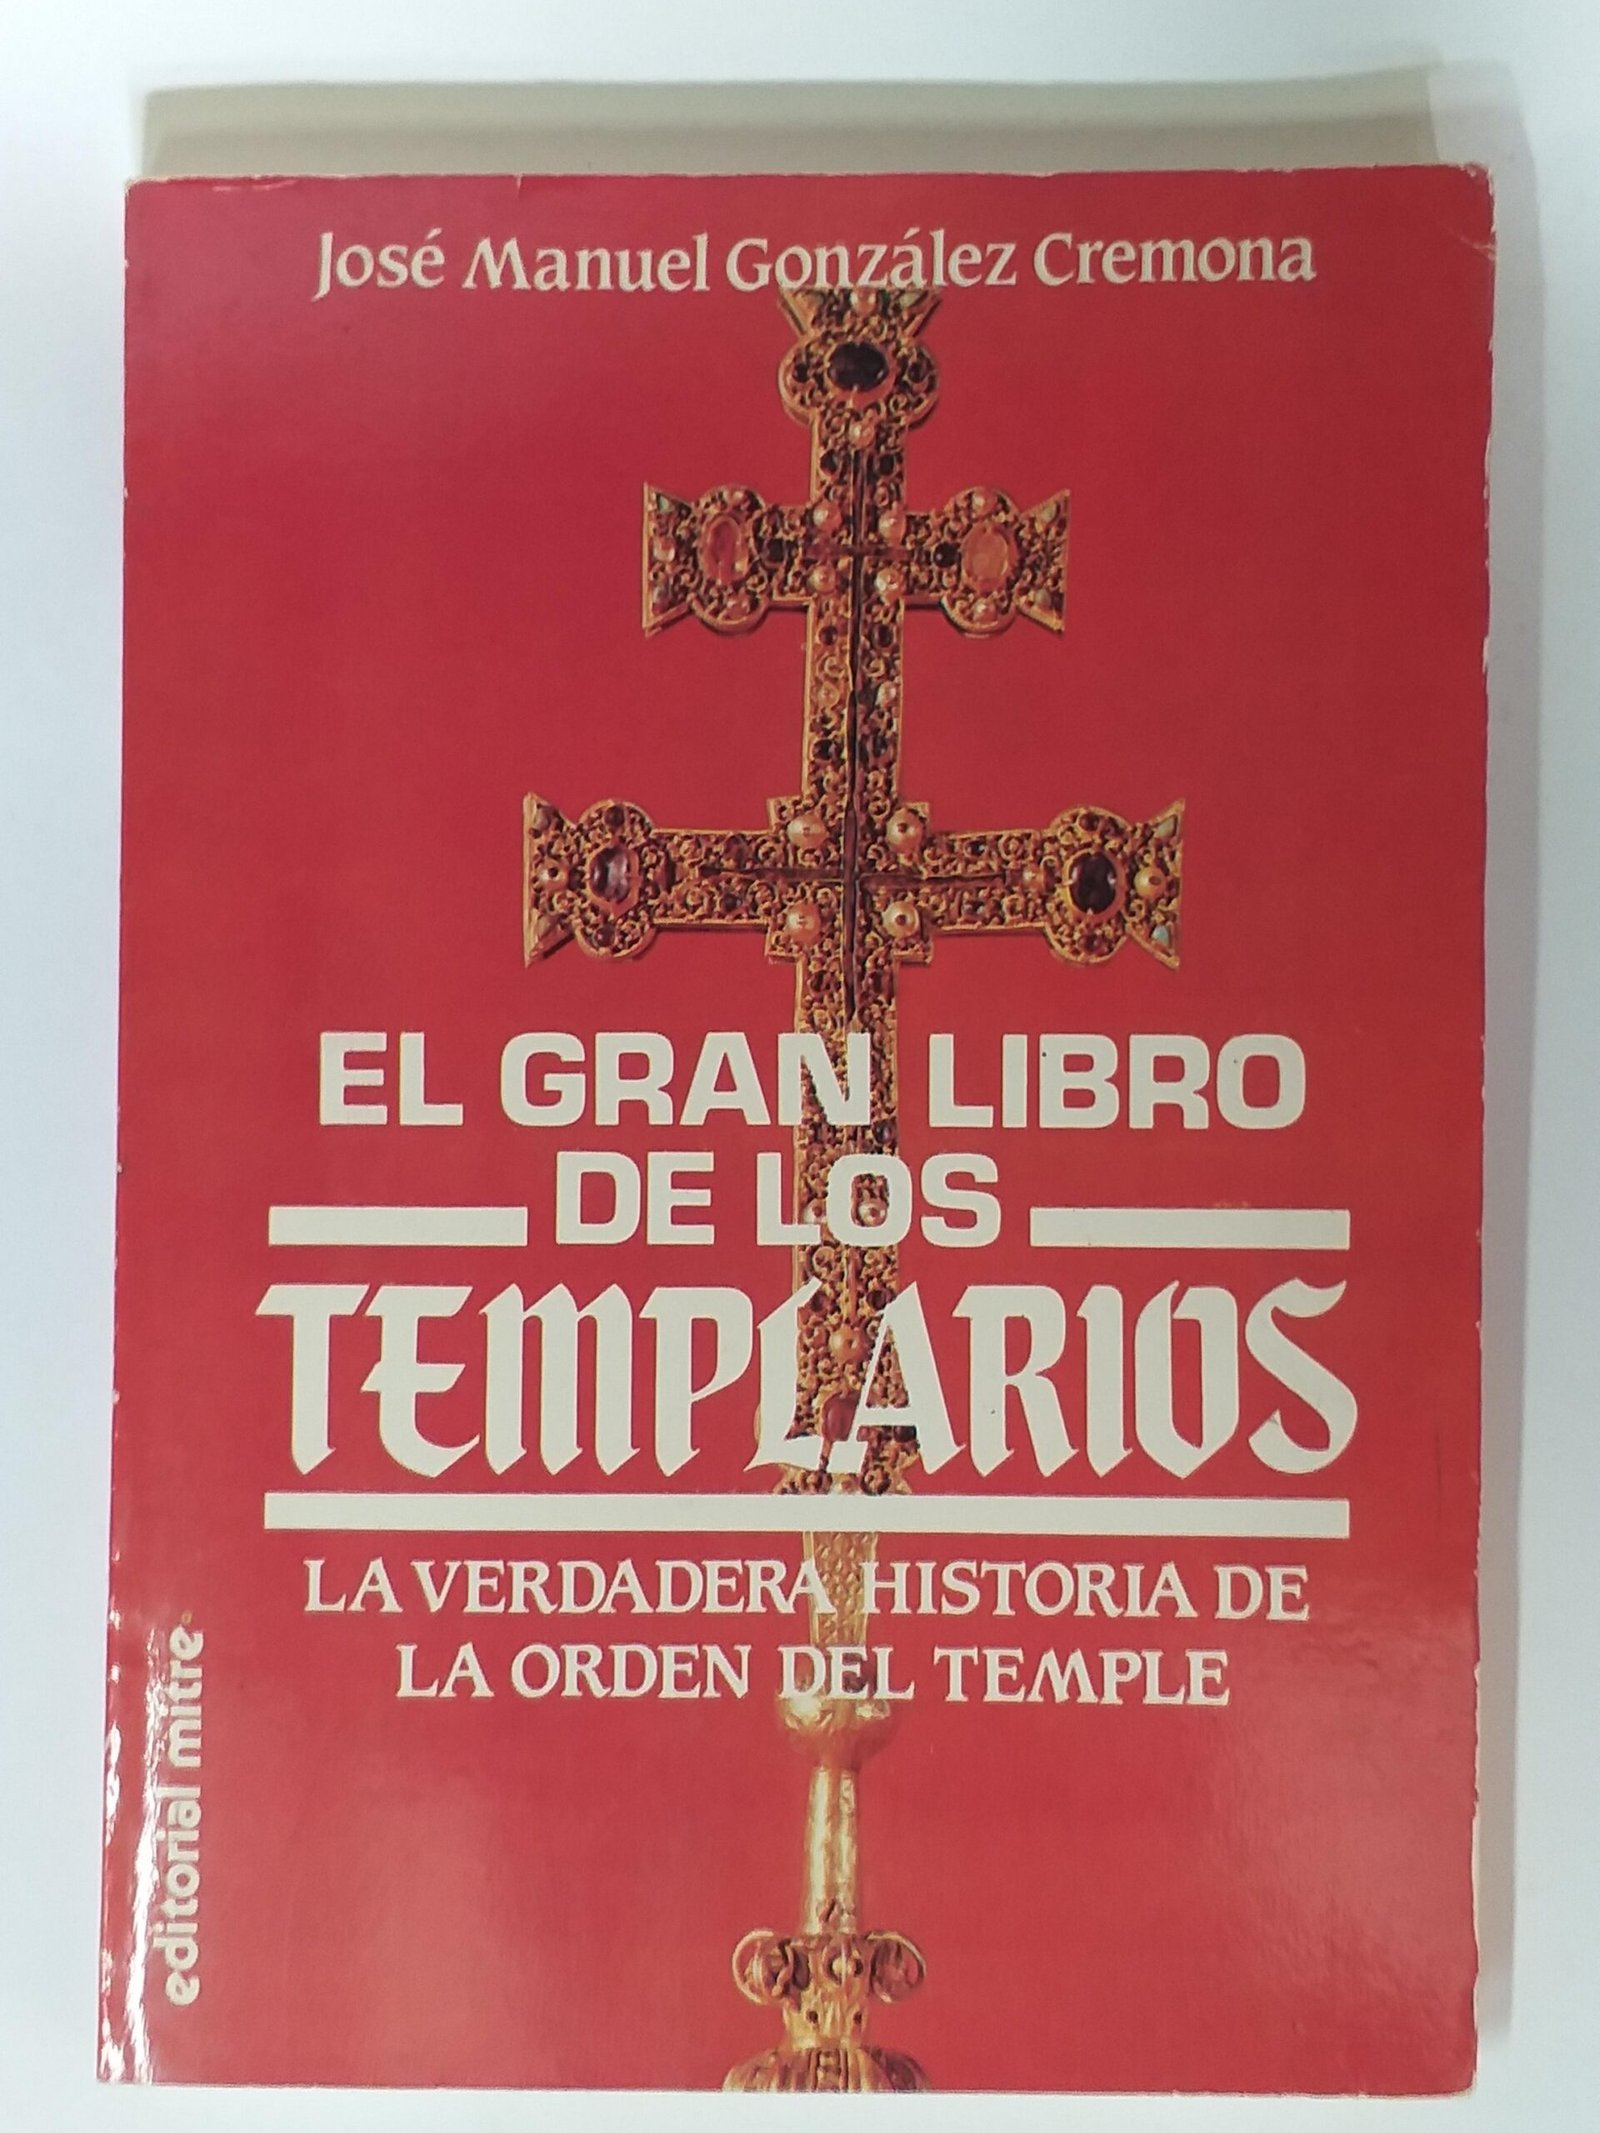 José Manuel González Cremona
EL GRAN LIBRO
DE LOS
TEMPLARIOS
LA VERDADERA HISTORIA DE
LA ORDEN DEL TEMPLE
editorial mitre